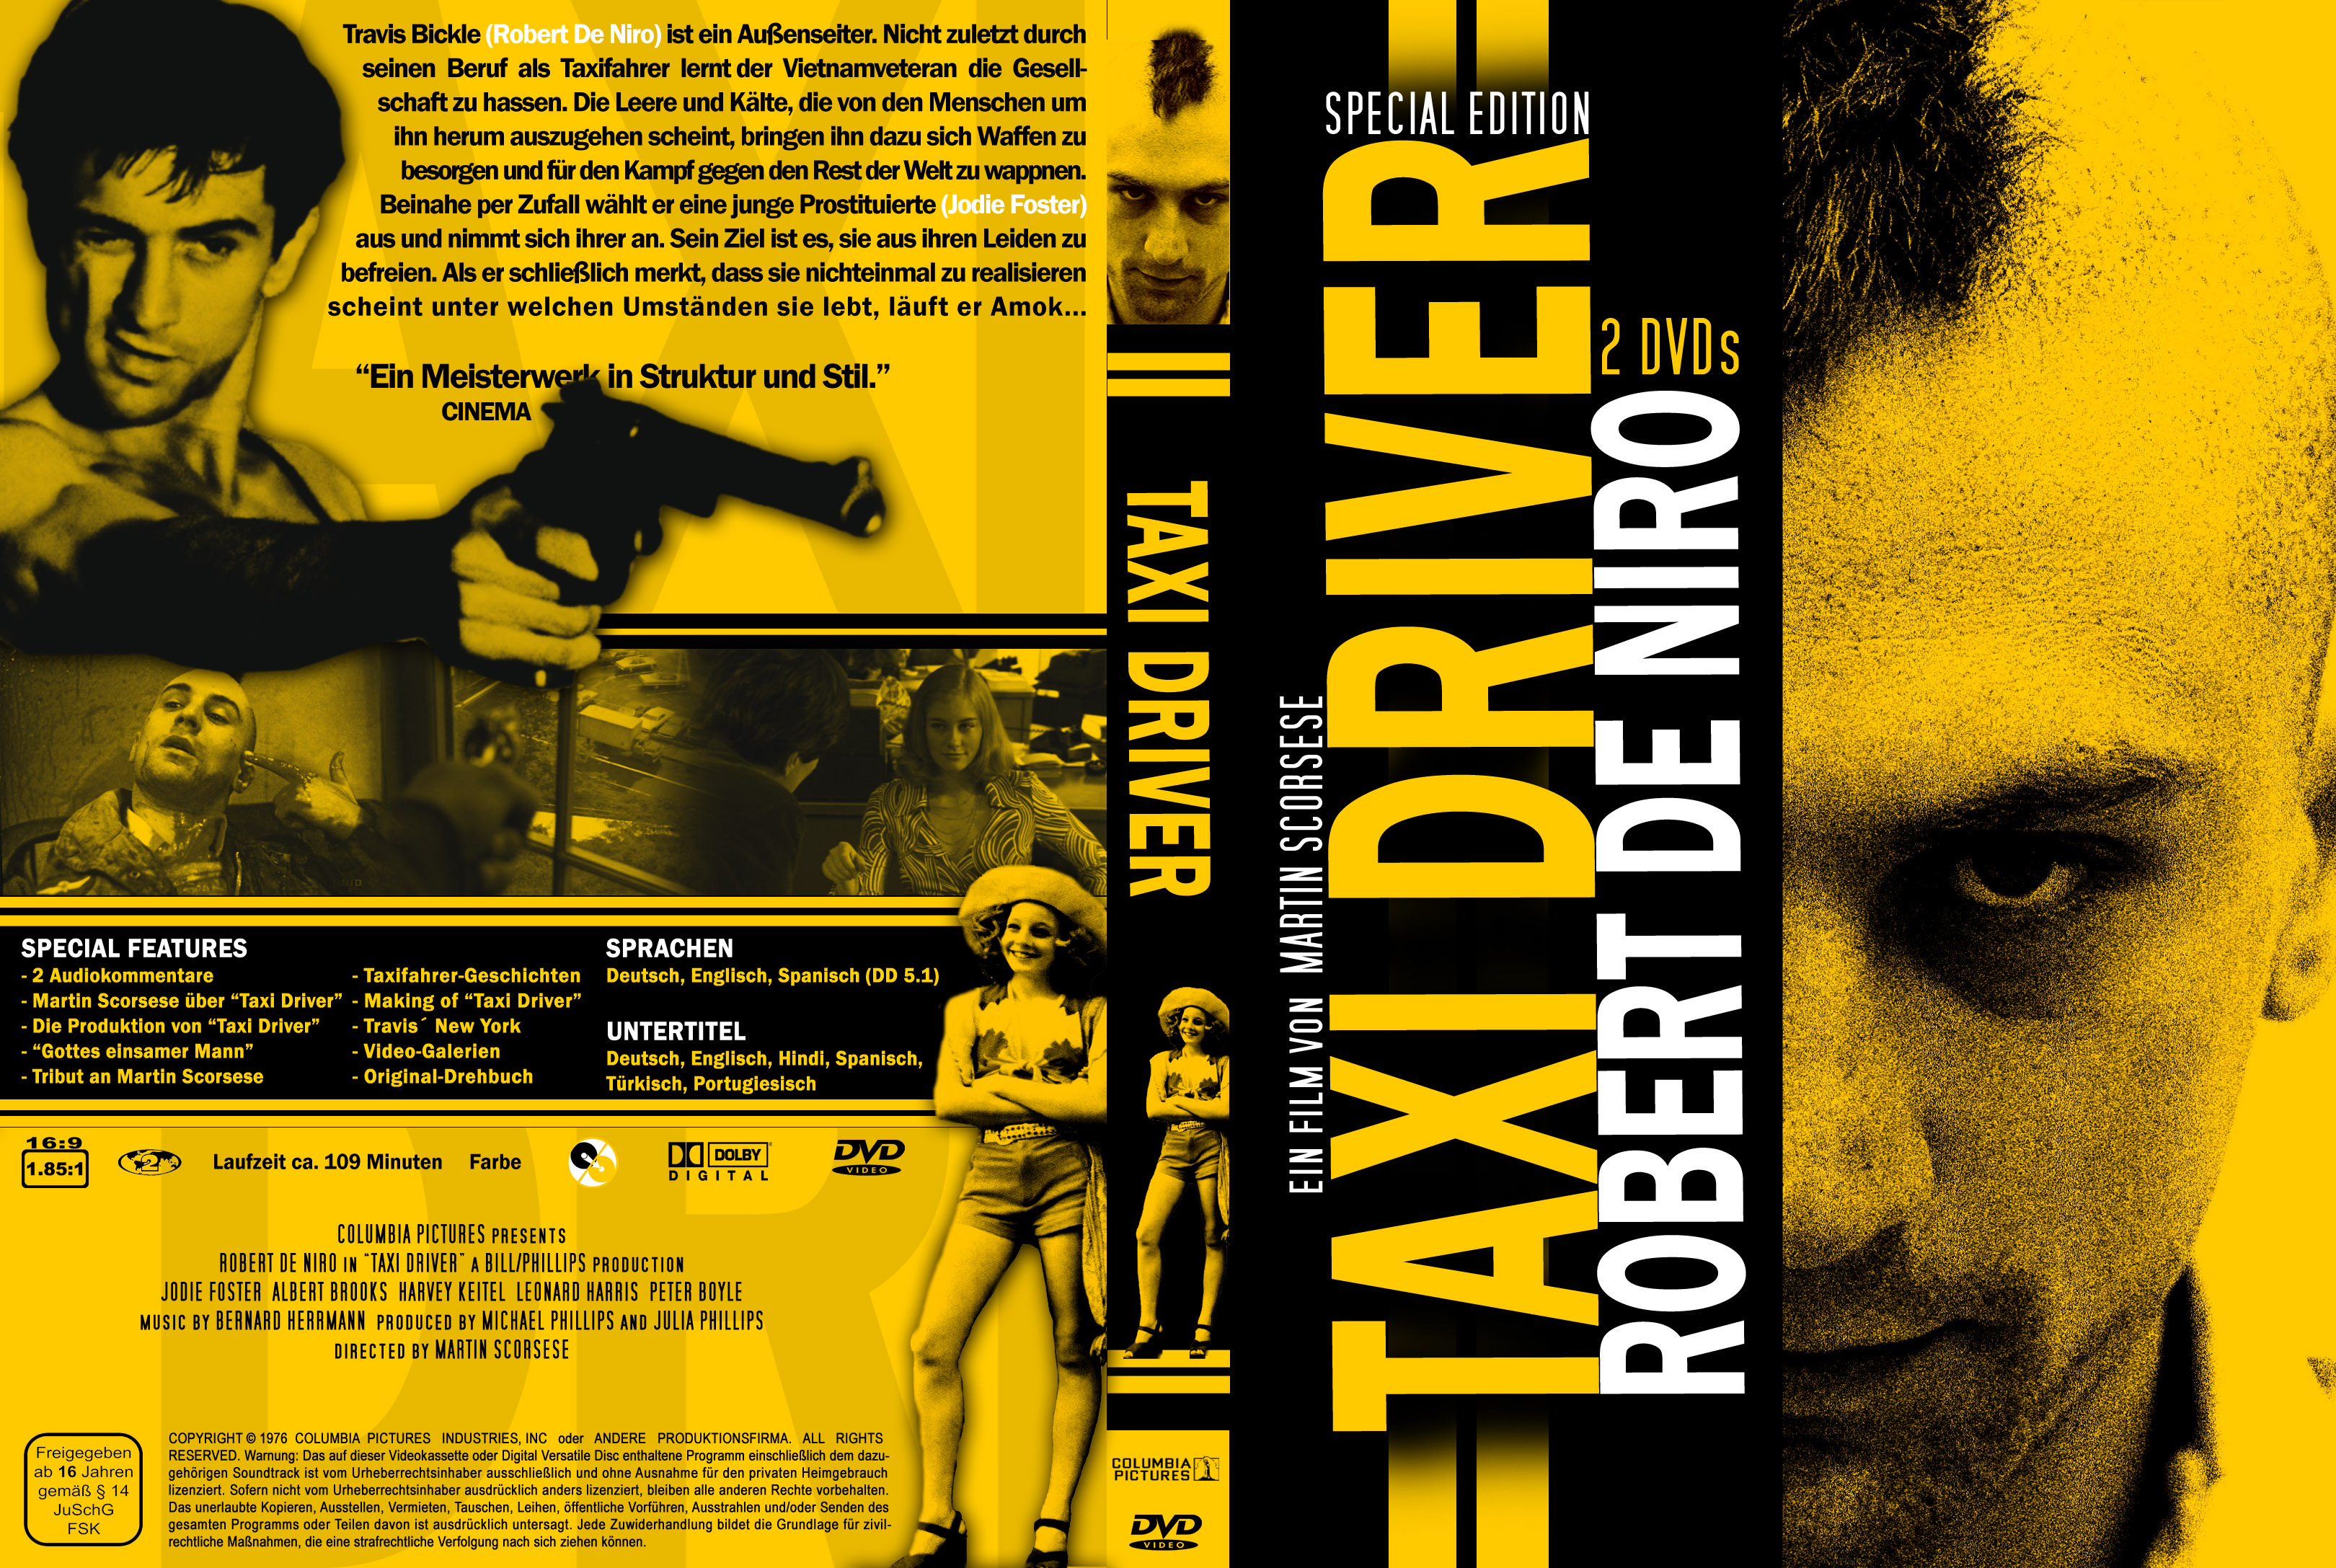 Travis Bickle (Robert De Niro) ist ein Außenseiter. Nicht zuletzt durch
seinen Beruf als Taxifahrer lernt der Vietnamveteran die Gesell-
schaft zu hassen. Die Leere und Kälte, die von den Menschen um
ihn herum auszugehen scheint, bringen ihn dazu sich Waffen zu
besorgen und für den Kampf gegen den Rest der Welt zu wappnen.
Beinahe per Zufall wählt er eine junge Prostituierte (Jodie Foster)
aus und nimmt sich ihrer an. Sein Ziel ist es, sie aus ihren Leiden zu
befreien. Als er schließlich merkt, dass sie nichteinmal zu realisieren
scheint unter welchen Umständen sie lebt, läuft er Amok...
“Ein Meisterwerk in Struktur und Stil.”
CINEMA
SPECIAL FEATURES
- 2 Audiokommentare
- Martin Scorsese über “Taxi Driver”
- Die Produktion von “Taxi Driver”
- “Gottes einsamer Mann”
- Tribut an Martin Scorsese
- Taxifahrer-Geschichten
- Making of “Taxi Driver”
- Travis´ New York
- Video-Galerien
- Original-Drehbuch
SPRACHEN
Deutsch, Englisch, Spanisch (DD 5.1)
UNTERTITEL
Deutsch, Englisch, Hindi, Spanisch,
Türkisch, Portugiesisch
16:9
1.85:1
2
Laufzeit ca. 109 Minuten
Farbe
DOLBY
DIGITAL
DVD
VIDEO
COLUMBIA PICTURES PRESENTS
ROBERT DE NIRO IN “TAXI DRIVER” A BILL/PHILLIPS PRODUCTION
JODIE FOSTER ALBERT BROOKS HARVEY KEITEL LEONARD HARRIS PETER BOYLE
MUSIC BY BERNARD HERRMANN PRODUCED BY MICHAEL PHILLIPS AND JULIA PHILLIPS
DIRECTED BY MARTIN SCORSESE
Freigegeben
ab 16 Jahren
gemäß § 14
JuSchG
FSK
COPYRIGHT © 1976 COLUMBIA PICTURES INDUSTRIES, INC oder ANDERE PRODUKTIONSFIRMA. ALL RIGHTS
RESERVED. Warnung: Das auf dieser Videokassette oder Digital Versatile Disc enthaltene Programm einschließlich dem dazu-
gehörigen Soundtrack ist vom Urheberrechtsinhaber ausschließlich und ohne Ausnahme für den privaten Heimgebrauch
lizenziert. Sofern nicht vom Urheberrechtsinhaber ausdrücklich anders lizenziert, bleiben alle anderen Rechte vorbehalten.
Das unerlaubte Kopieren, Ausstellen, Vermieten, Tauschen, Leihen, öffentliche Vorführen, Ausstrahlen und/oder Senden des
gesamten Programms oder Teilen davon ist ausdrücklich untersagt. Jede Zuwiderhandlung bildet die Grundlage für zivil-
rechtliche Maßnahmen, die eine strafrechtliche Verfolgung nach sich ziehen können.
TAXI DRIVER
COLUMBIA
PICTURES
DVD
VIDEO
SPECIAL EDITION
EIN FILM VON MARTIN SCORSESE
TAXI DRIVER
2 DVDs
ROBERT DE NIRO